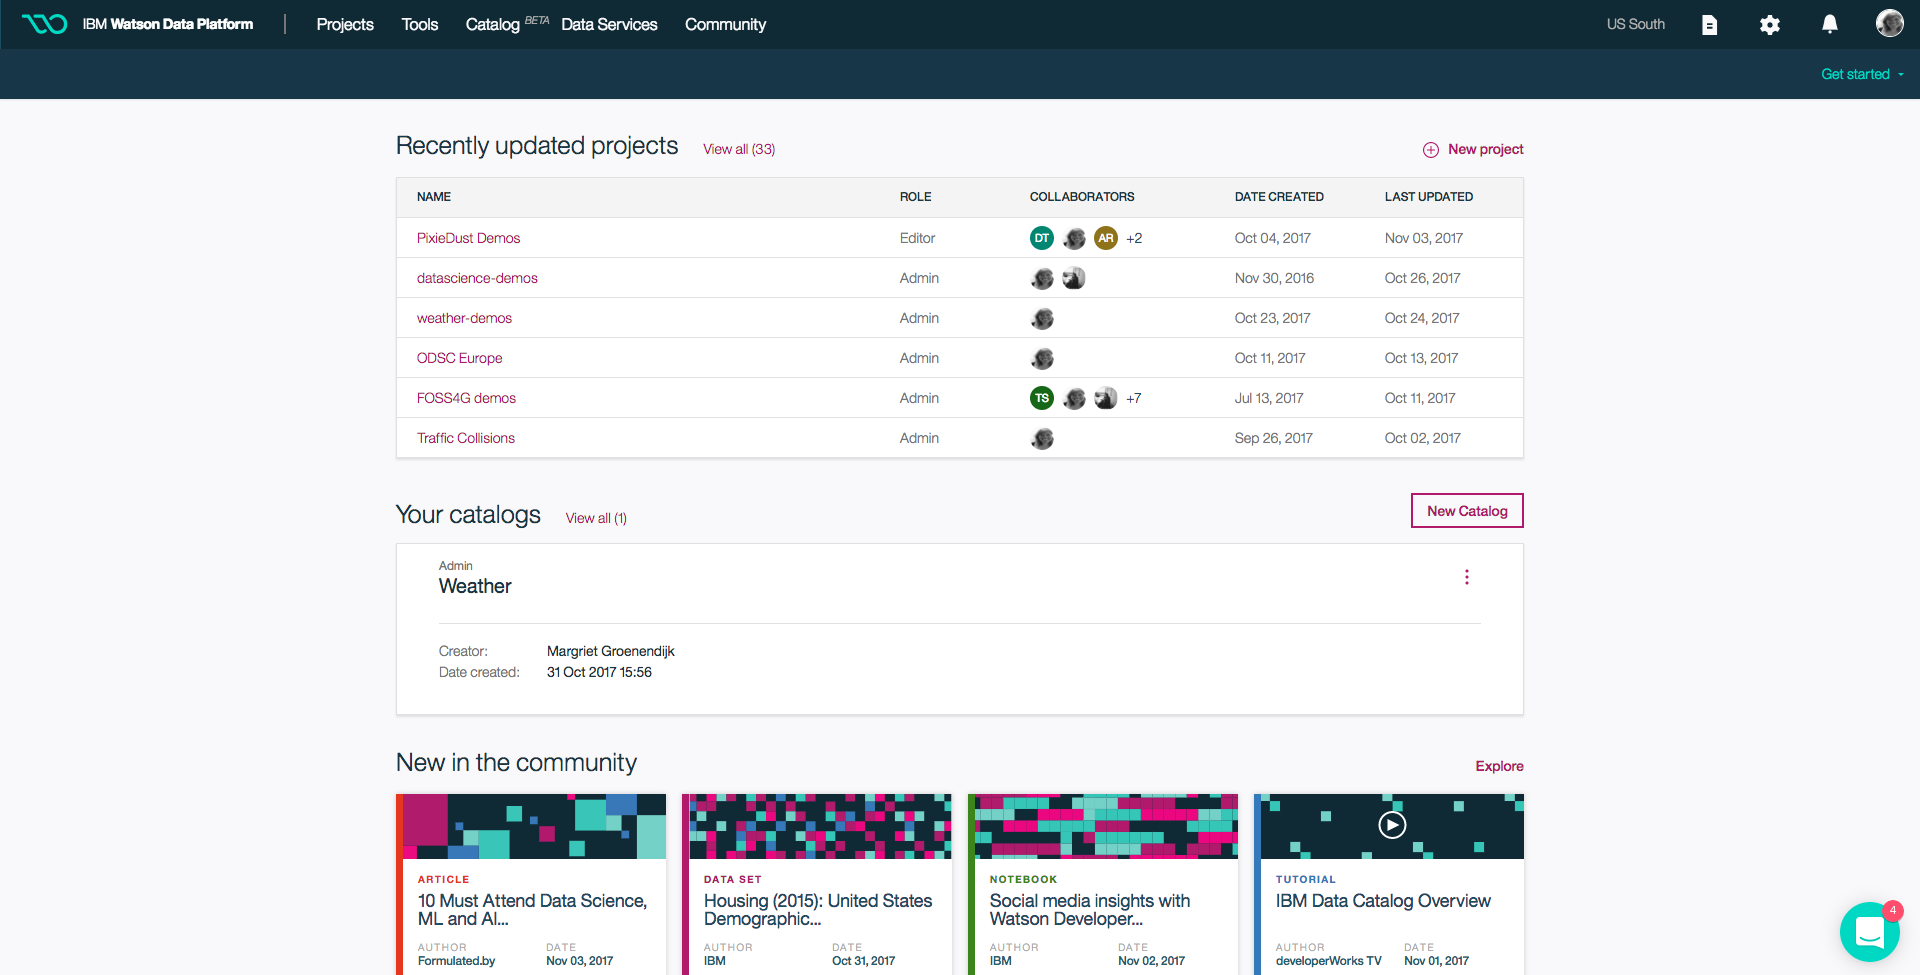 IBM Watson Data Platform Projects Tools Catalog BETA Data Services Community US South
Get started
Recently updated projects View all (33) New project
NAME ROLE COLLABORATORS DATE CREATED LAST UPDATED
PixieDust Demos Editor DT AR +2 Oct 04, 2017 Nov 03, 2017
datascience-demos Admin Nov 30, 2016 Oct 26, 2017
weather-demos Admin Oct 23, 2017 Oct 24, 2017
ODSC Europe Admin Oct 11, 2017 Oct 13, 2017
FOSS4G demos Admin TS +7 Jul 13, 2017 Oct 11, 2017
Traffic Collisions Admin Sep 26, 2017 Oct 02, 2017
Your catalogs View all (1) New Catalog
Admin
Weather
Creator: Margriet Groenendijk
Date created: 31 Oct 2017 15:56
New in the community Explore
ARTICLE
10 Must Attend Data Science,
ML and AI...
AUTHOR DATE
Formulated.by Nov 03, 2017
DATA SET
Housing (2015): United States
Demographic...
AUTHOR DATE
IBM Oct 31, 2017
NOTEBOOK
Social media insights with
Watson Developer...
AUTHOR DATE
IBM Nov 02, 2017
TUTORIAL
IBM Data Catalog Overview
AUTHOR DATE
developerWorks TV Nov 01, 2017
4